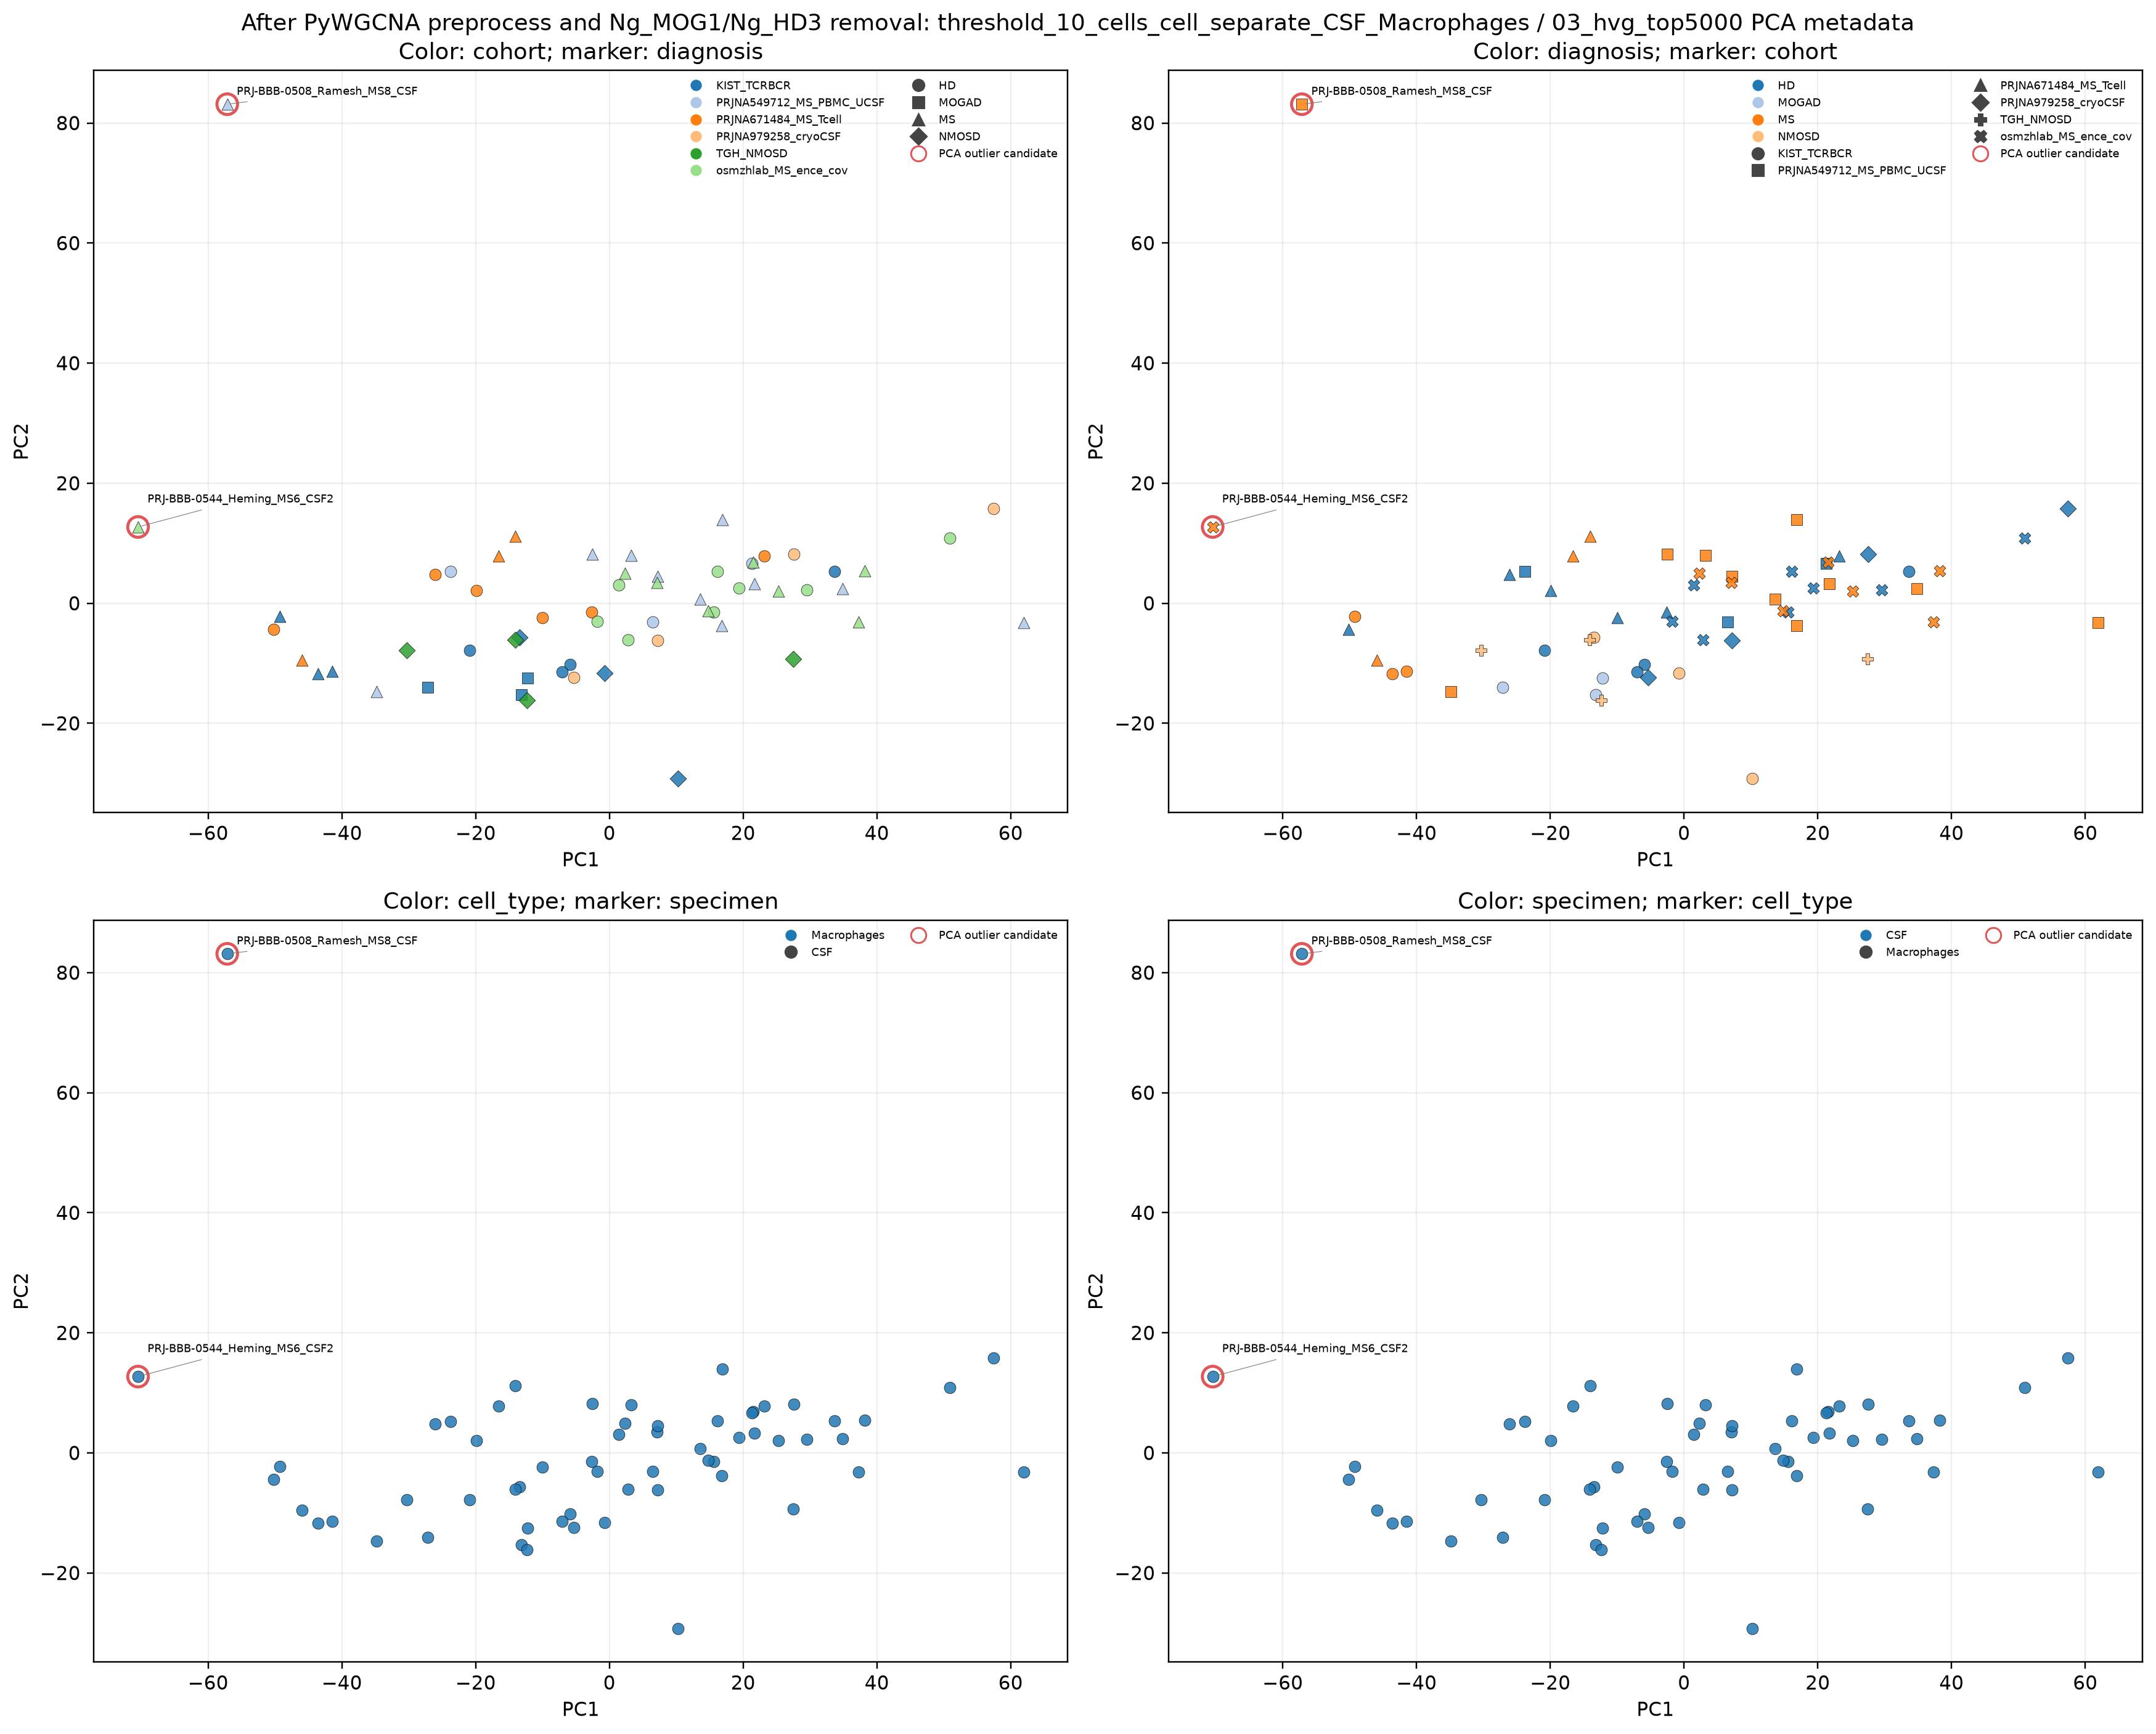 After PyWGCNA preprocess and Ng_MOG1/Ng_HD3 removal: threshold_10_cells_cell_separate_CSF_Macrophages / 03_hvg_top5000 PCA metadata
Color: cohort; marker: diagnosis
PRJ-BBB-0508_Ramesh_MS8_CSF
KIST_TCRBCR
PRJNA549712_MS_PBMC_UCSF
PRJNA671484_MS_Tcell
PRJNA979258_cryoCSF
TGH_NMOSD
osmzhlab_MS_ence_cov
HD
MOGAD
MS
NMOSD
PCA outlier candidate
PRJ-BBB-0544_Heming_MS6_CSF2
80
60
40
20
0
−20
PC2
−60 −40 −20 0 20 40 60
PC1
Color: diagnosis; marker: cohort
PRJ-BBB-0508_Ramesh_MS8_CSF
HD
MOGAD
MS
NMOSD
KIST_TCRBCR
PRJNA549712_MS_PBMC_UCSF
PRJNA671484_MS_Tcell
PRJNA979258_cryoCSF
TGH_NMOSD
osmzhlab_MS_ence_cov
PCA outlier candidate
PRJ-BBB-0544_Heming_MS6_CSF2
80
60
40
20
0
−20
PC2
−60 −40 −20 0 20 40 60
PC1
Color: cell_type; marker: specimen
PRJ-BBB-0508_Ramesh_MS8_CSF
Macrophages
CSF
PCA outlier candidate
PRJ-BBB-0544_Heming_MS6_CSF2
80
60
40
20
0
−20
PC2
−60 −40 −20 0 20 40 60
PC1
Color: specimen; marker: cell_type
PRJ-BBB-0508_Ramesh_MS8_CSF
CSF
Macrophages
PCA outlier candidate
PRJ-BBB-0544_Heming_MS6_CSF2
80
60
40
20
0
−20
PC2
−60 −40 −20 0 20 40 60
PC1